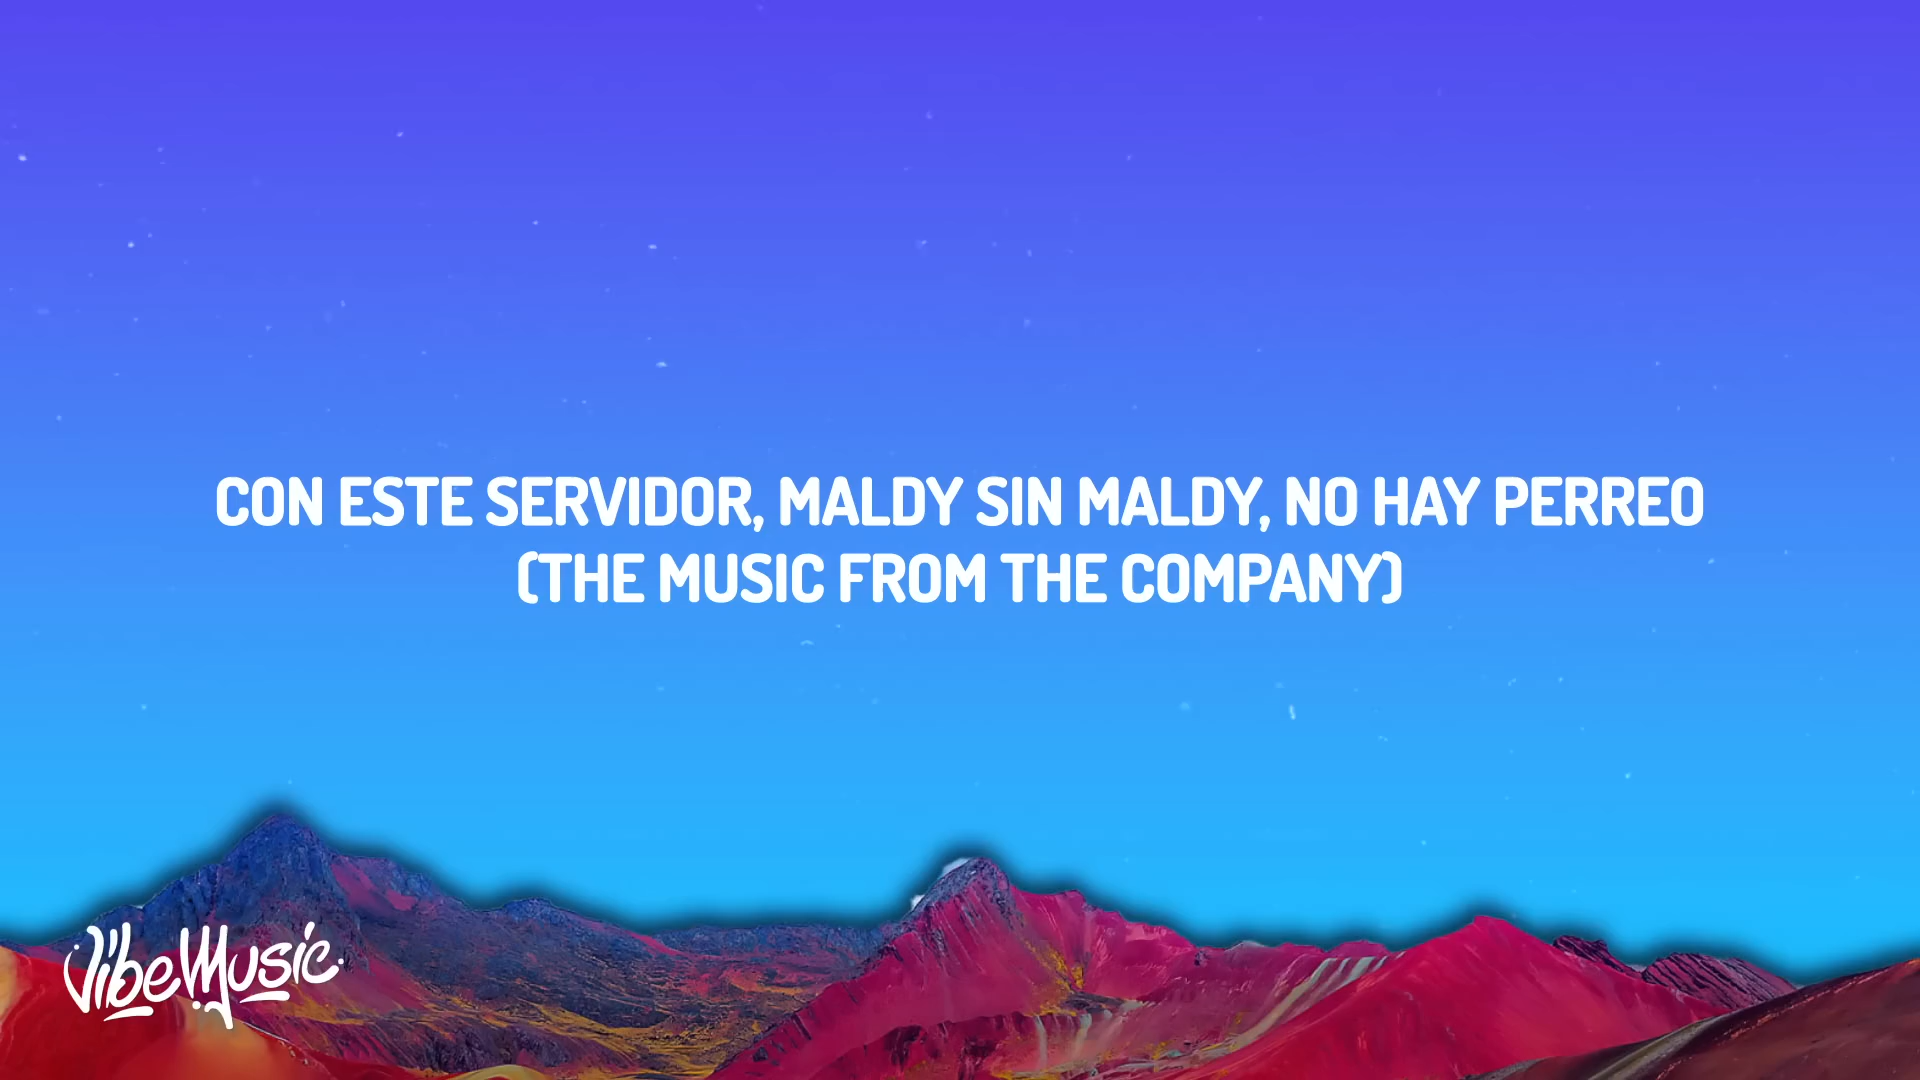 CON ESTE SERVIDOR, MALDY SIN MALDY, NO HAY PERREO
(THE MUSIC FROM THE COMPANY)
VibeMusic